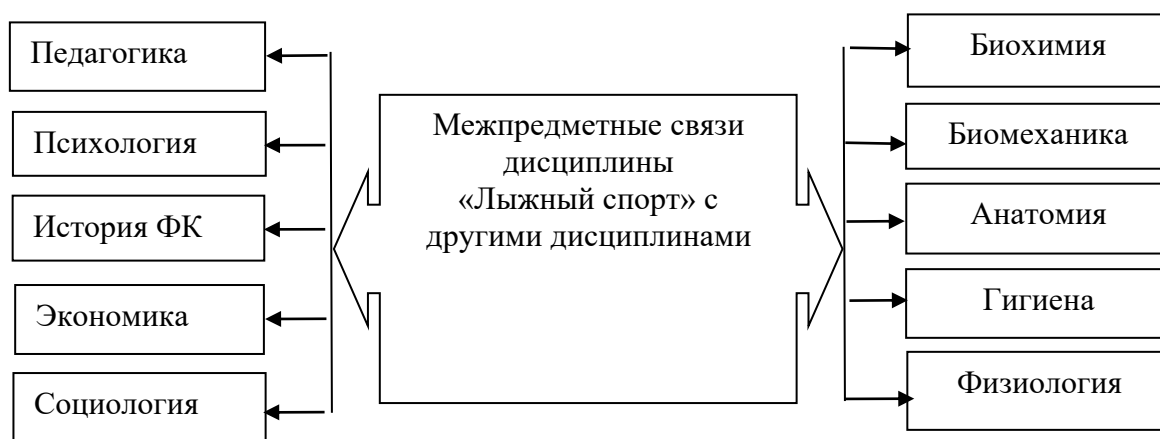 Педагогика
Психология
История ФК
Экономика
Социология
Межпредметные связи
дисциплины
«Лыжный спорт» с
другими дисциплинами
Биохимия
Биомеханика
Анатомия
Гигиена
Физиология